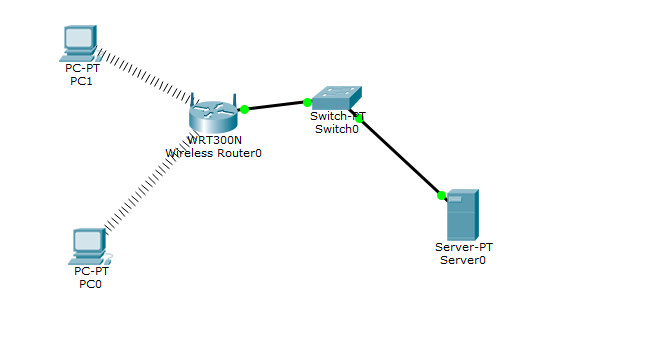 PC-PT
PC1
WRT300N
Wireless Router0
Switch-PT
Switch0
Server-PT
Server0
PC-PT
PC0